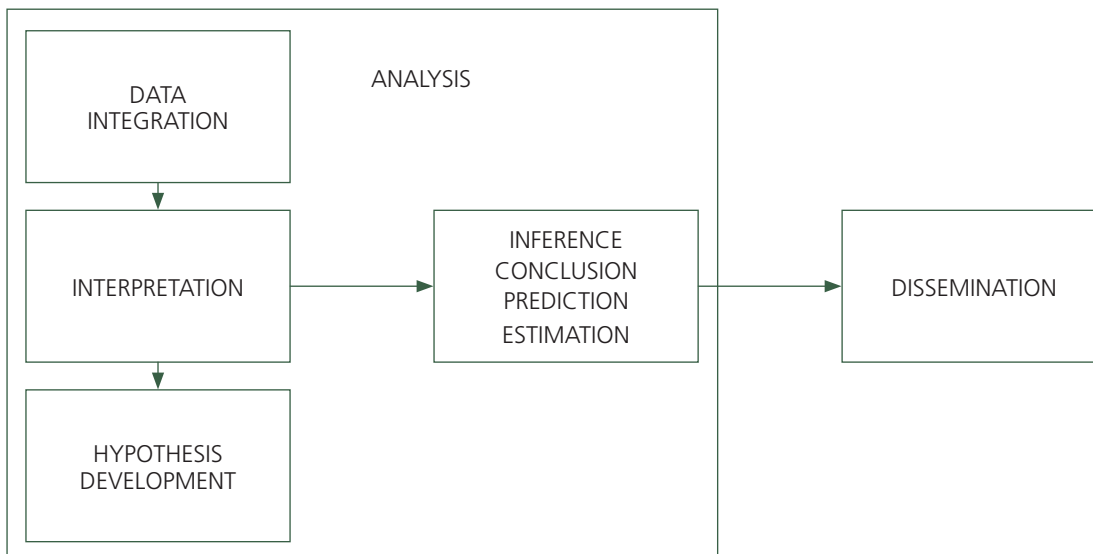 DATA
INTEGRATION
ANALYSIS
INTERPRETATION
INFERENCE
CONCLUSION
PREDICTION
ESTIMATION
DISSEMINATION
HYPOTHESIS
DEVELOPMENT